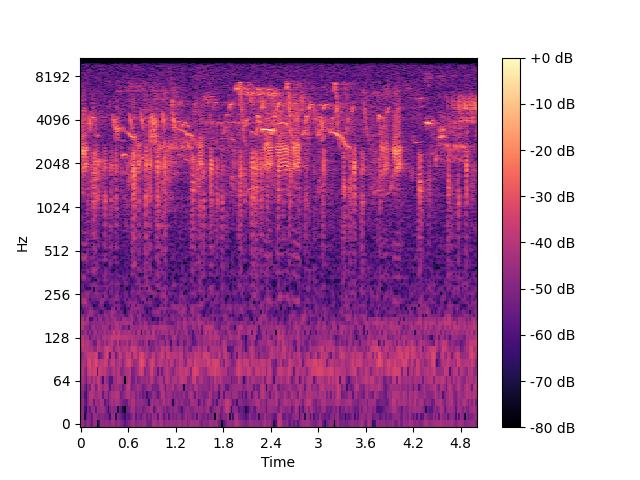 8192
4096
2048
1024
512
256
128
64
0
Hz
0 0.6 1.2 1.8 2.4 3 3.6 4.2 4.8
Time
+0 dB
-10 dB
-20 dB
-30 dB
-40 dB
-50 dB
-60 dB
-70 dB
-80 dB